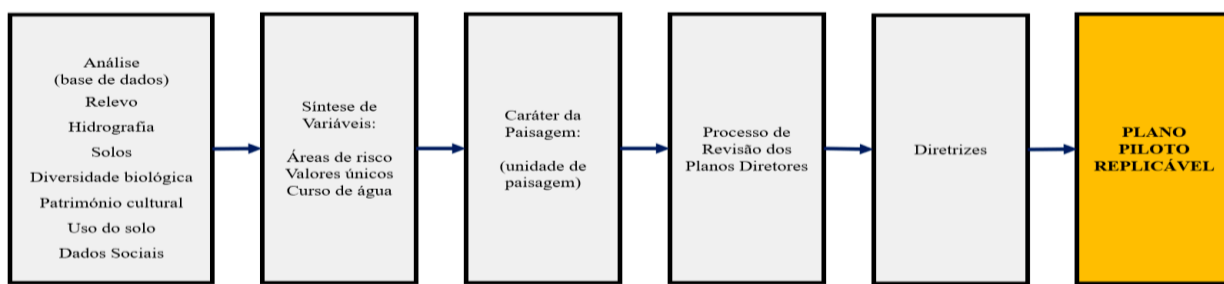 Análise
(base de dados)
Relevo
Hidrografia
Solos
Diversidade biológica
Património cultural
Uso do solo
Dados Sociais
Síntese de
Variáveis:
Áreas de risco
Valores únicos
Curso de água
Caráter da
Paisagem:
(unidade de
paisagem)
Processo de
Revisão dos
Planos Diretores
Diretrizes
PLANO
PILOTO
REPLICÁVEL